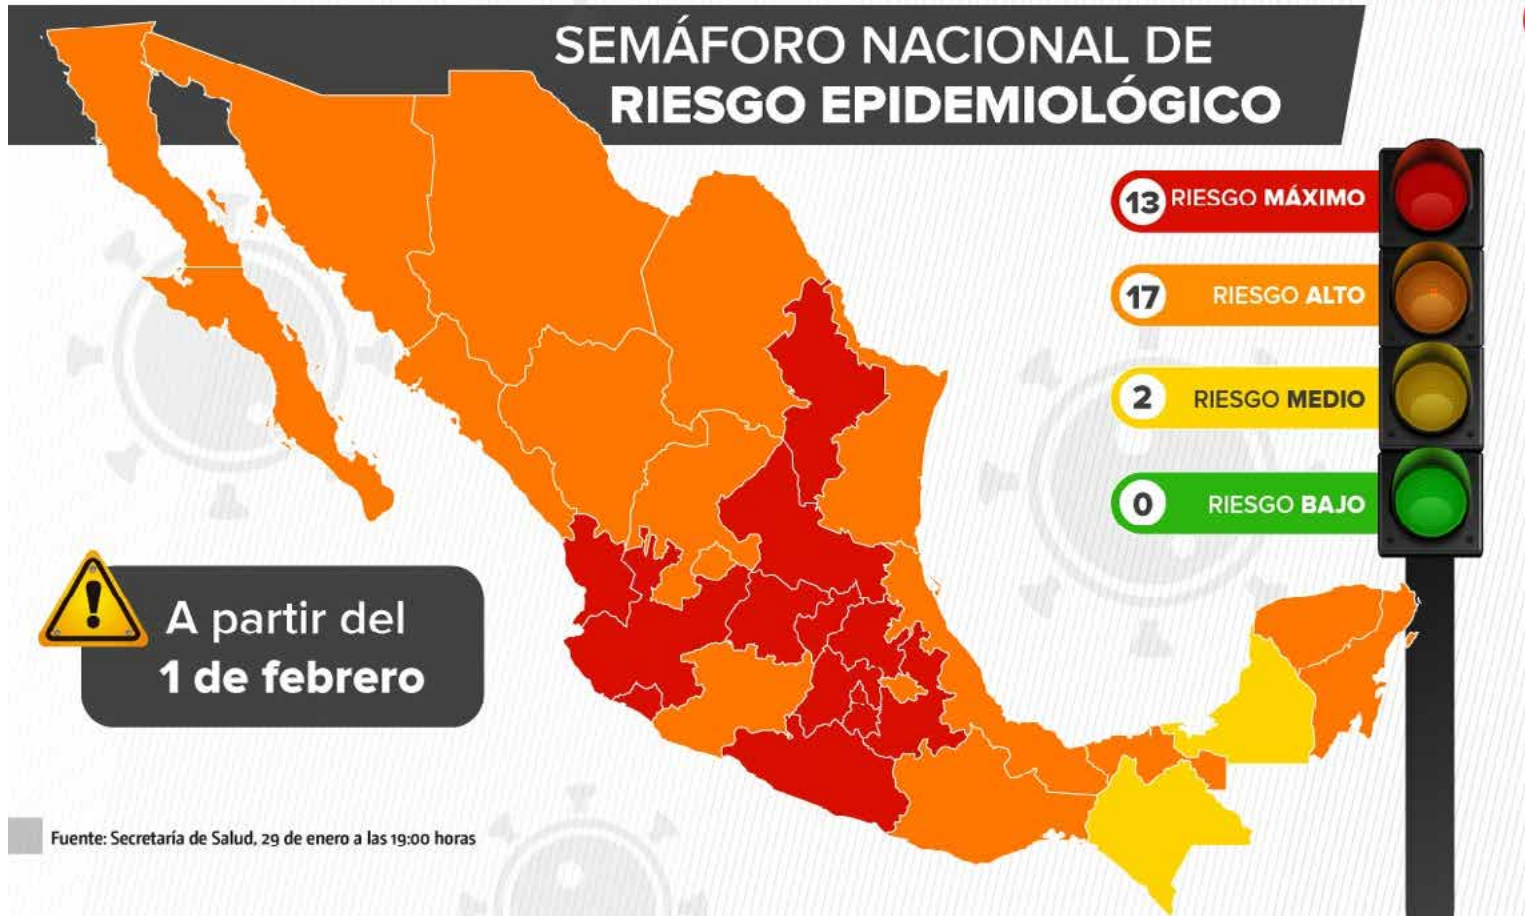 SEMÁFORO NACIONAL DE
RIESGO EPIDEMIOLÓGICO
13 RIESGO MÁXIMO
17 RIESGO ALTO
2 RIESGO MEDIO
0 RIESGO BAJO
A partir del
1 de febrero
Fuente: Secretaría de Salud, 29 de enero a las 19:00 horas